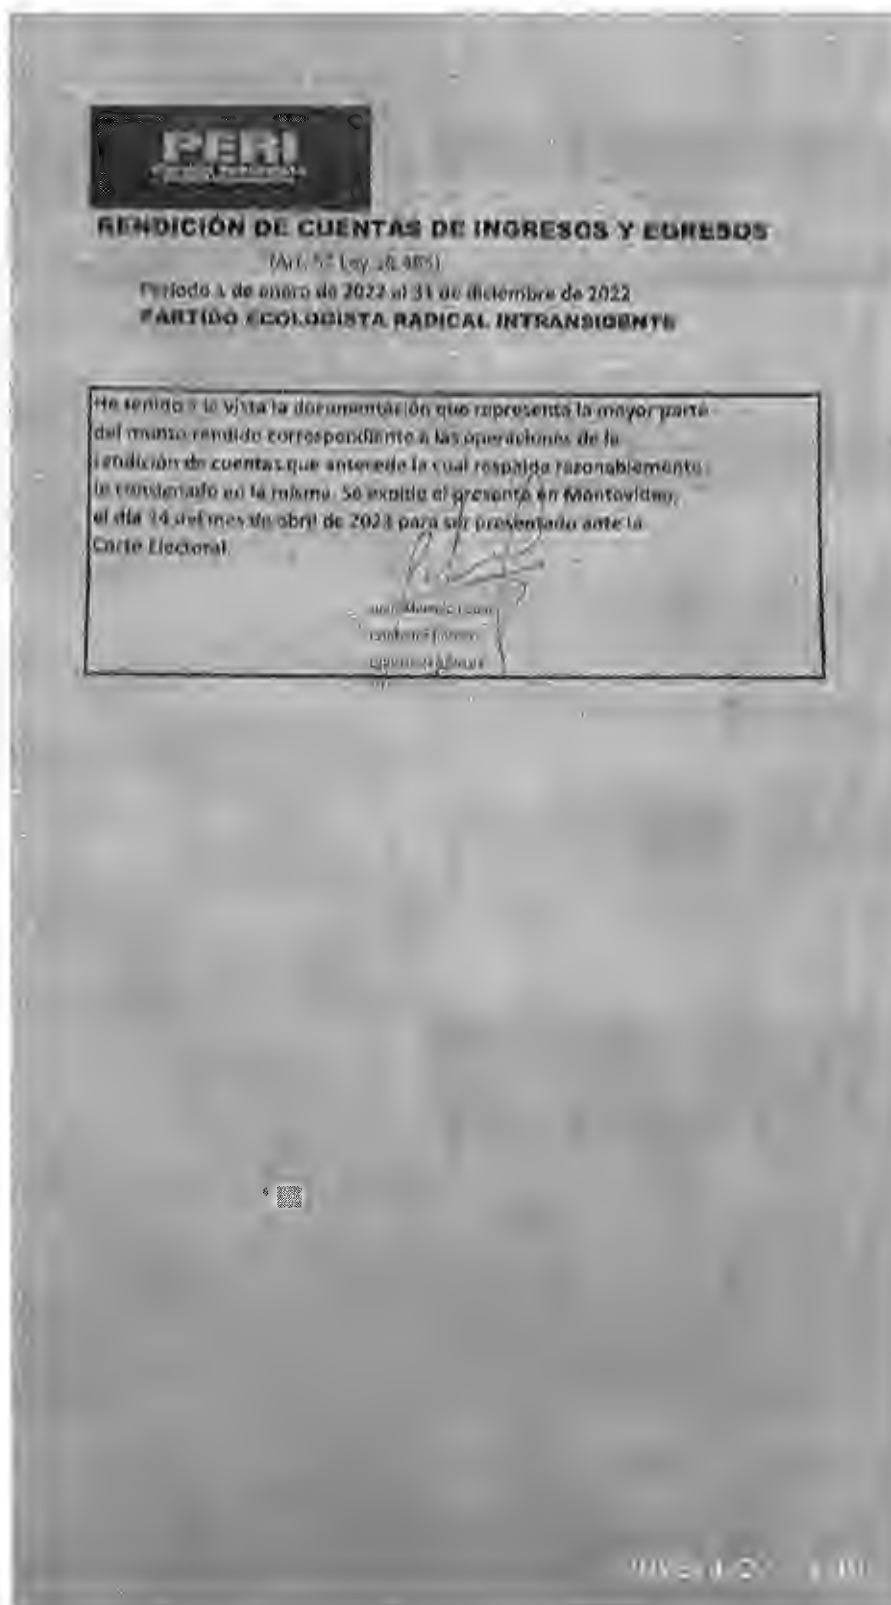 PERI
RENDICIÓN DE CUENTAS DE INGRESOS Y EGRESOS
Ley
Periodo 1 de enero de 2022 al 31 de diciembre de 2022
PARTIDO ECOLOGISTA RADICAL INTRANSIGENTE
He tenido a la vista la documentación que representa la mayor parte
del monto rendido correspondiente a las operaciones de la
rendición de cuentas que antecede la cual respalda razonablemente
lo consignado en la misma. Se expide el presente en Montevideo,
el día 24 del mes de abril de 2023 para ser presentado ante la
Corte Electoral